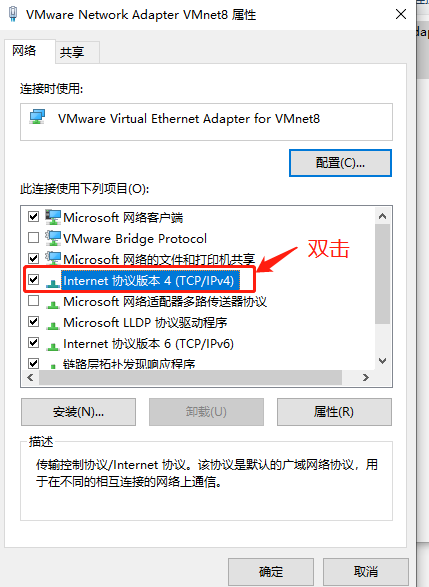 VMware Network Adapter VMnet8 属性
网络
共享
连接时使用:
VMware Virtual Ethernet Adapter for VMnet8
配置(C)...
此连接使用下列项目(O):
Microsoft 网络客户端
VMware Bridge Protocol
Microsoft 网络的文件和打印机共享
双击
Internet 协议版本 4 (TCP/IPv4)
Microsoft 网络适配器多路传送器协议
Microsoft LLDP 协议驱动程序
Internet 协议版本 6 (TCP/IPv6)
链路层拓扑发现响应程序
安装(N)...
卸载(U)
属性(R)
描述
传输控制协议/Internet 协议。该协议是默认的广域网络协议，用
于在不同的相互连接的网络上通信。
确定
取消